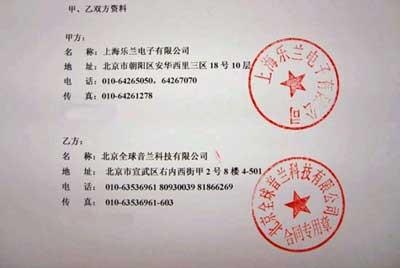 甲、乙双方资料
甲方：
名 称：上海乐兰电子有限公司
地 址：北京市朝阳区安华西里三区 18 号 10 层
电 话：010-64265050、64267070
传 真：010-64261278
上海乐兰电子有限公司
乙方：
名 称：北京全球音兰科技有限公司
地 址：北京市宣武区右内西街甲 2 号 8 楼 4-501
电 话：010-63536961 80930039 81866269
传 真：010-63536961-603
北京全球音兰科技有限公司
合同专用章